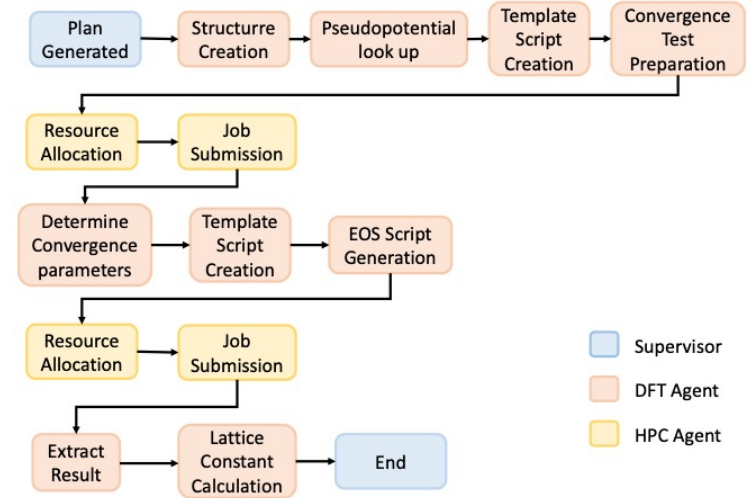 Plan
Generated
Structurre
Creation
Pseudopotential
look up
Template
Script
Creation
Convergence
Test
Preparation
Resource
Allocation
Job
Submission
Determine
Convergence
parameters
Template
Script
Creation
EOS Script
Generation
Resource
Allocation
Job
Submission
Supervisor
DFT Agent
HPC Agent
Extract
Result
Lattice
Constant
Calculation
End